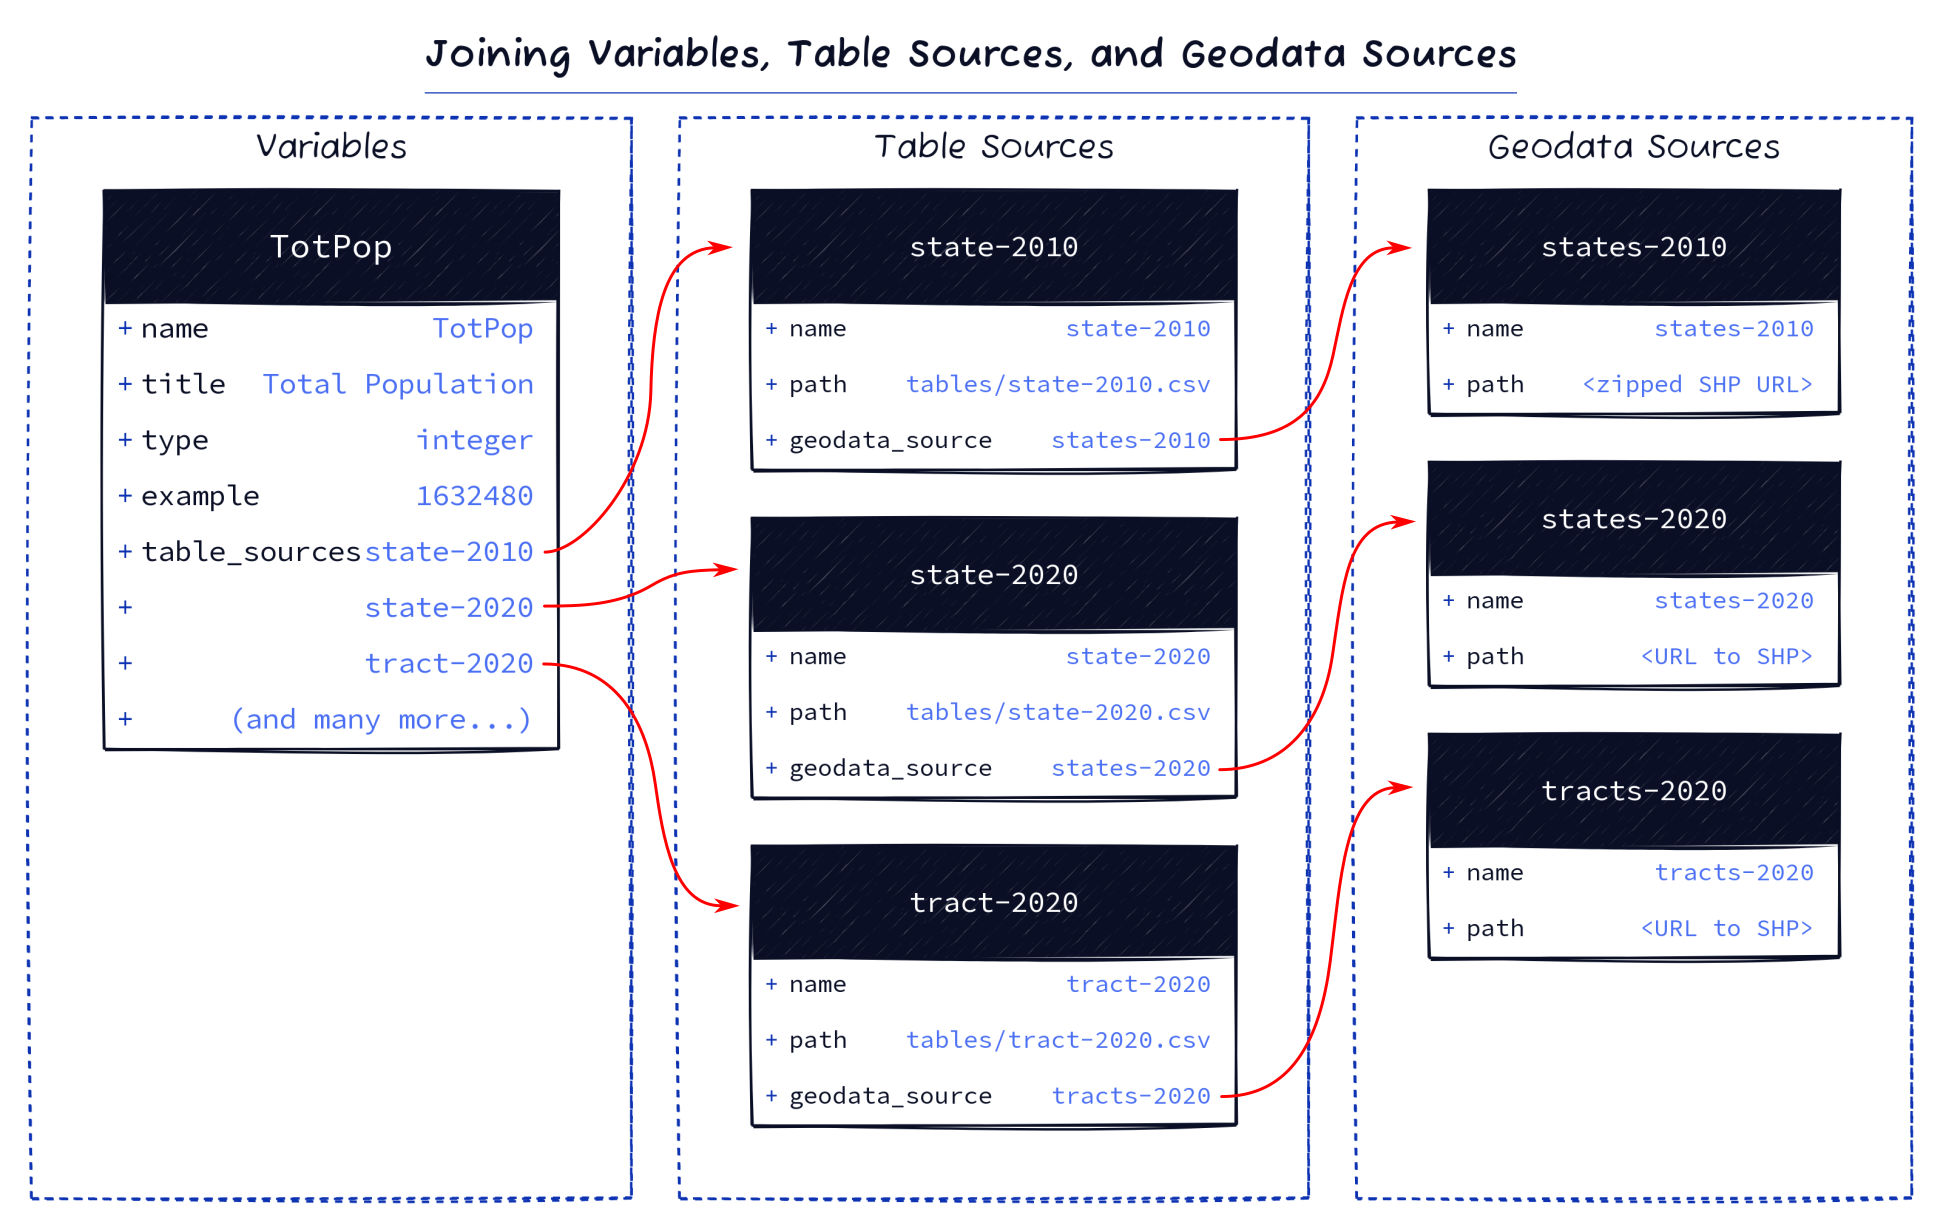 Joining Variables, Table Sources, and Geodata Sources
Variables
TotPop
+ name TotPop
+ title Total Population
+ type integer
+ example 1632480
+ table_sources state-2010
+ state-2020
+ tract-2020
+ (and many more...)
Table Sources
state-2010
+ name state-2010
+ path tables/state-2010.csv
+ geodata_source states-2010
state-2020
+ name state-2020
+ path tables/state-2020.csv
+ geodata_source states-2020
tract-2020
+ name tract-2020
+ path tables/tract-2020.csv
+ geodata_source tracts-2020
Geodata Sources
states-2010
+ name states-2010
+ path <zipped SHP URL>
states-2020
+ name states-2020
+ path <URL to SHP>
tracts-2020
+ name tracts-2020
+ path <URL to SHP>